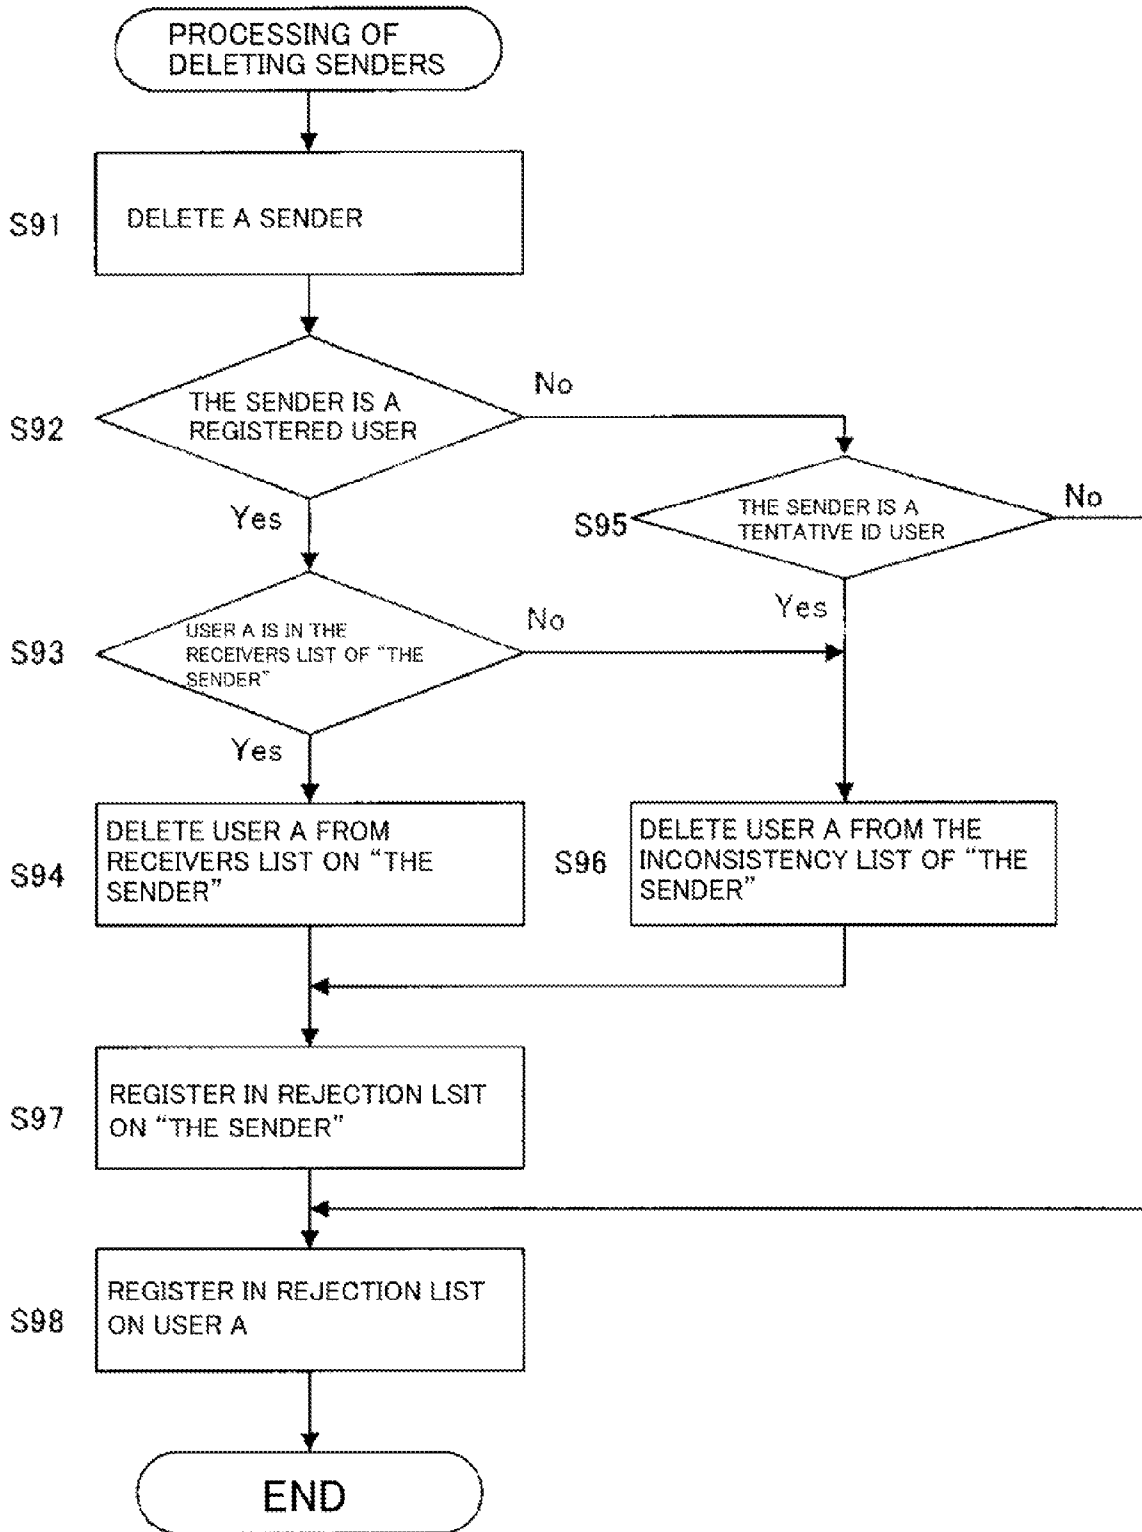 PROCESSING OF
DELETING SENDERS
S91
DELETE A SENDER
S92
THE SENDER IS A
REGISTERED USER
No
Yes
S95
THE SENDER IS A
TENTATIVE ID USER
No
Yes
S93
USER A IS IN THE
RECEIVERS LIST OF “THE
SENDER”
No
Yes
S94
DELETE USER A FROM
RECEIVERS LIST ON “THE
SENDER”
S96
DELETE USER A FROM THE
INCONSISTENCY LIST OF “THE
SENDER”
S97
REGISTER IN REJECTION LSIT
ON “THE SENDER”
S98
REGISTER IN REJECTION LIST
ON USER A
END